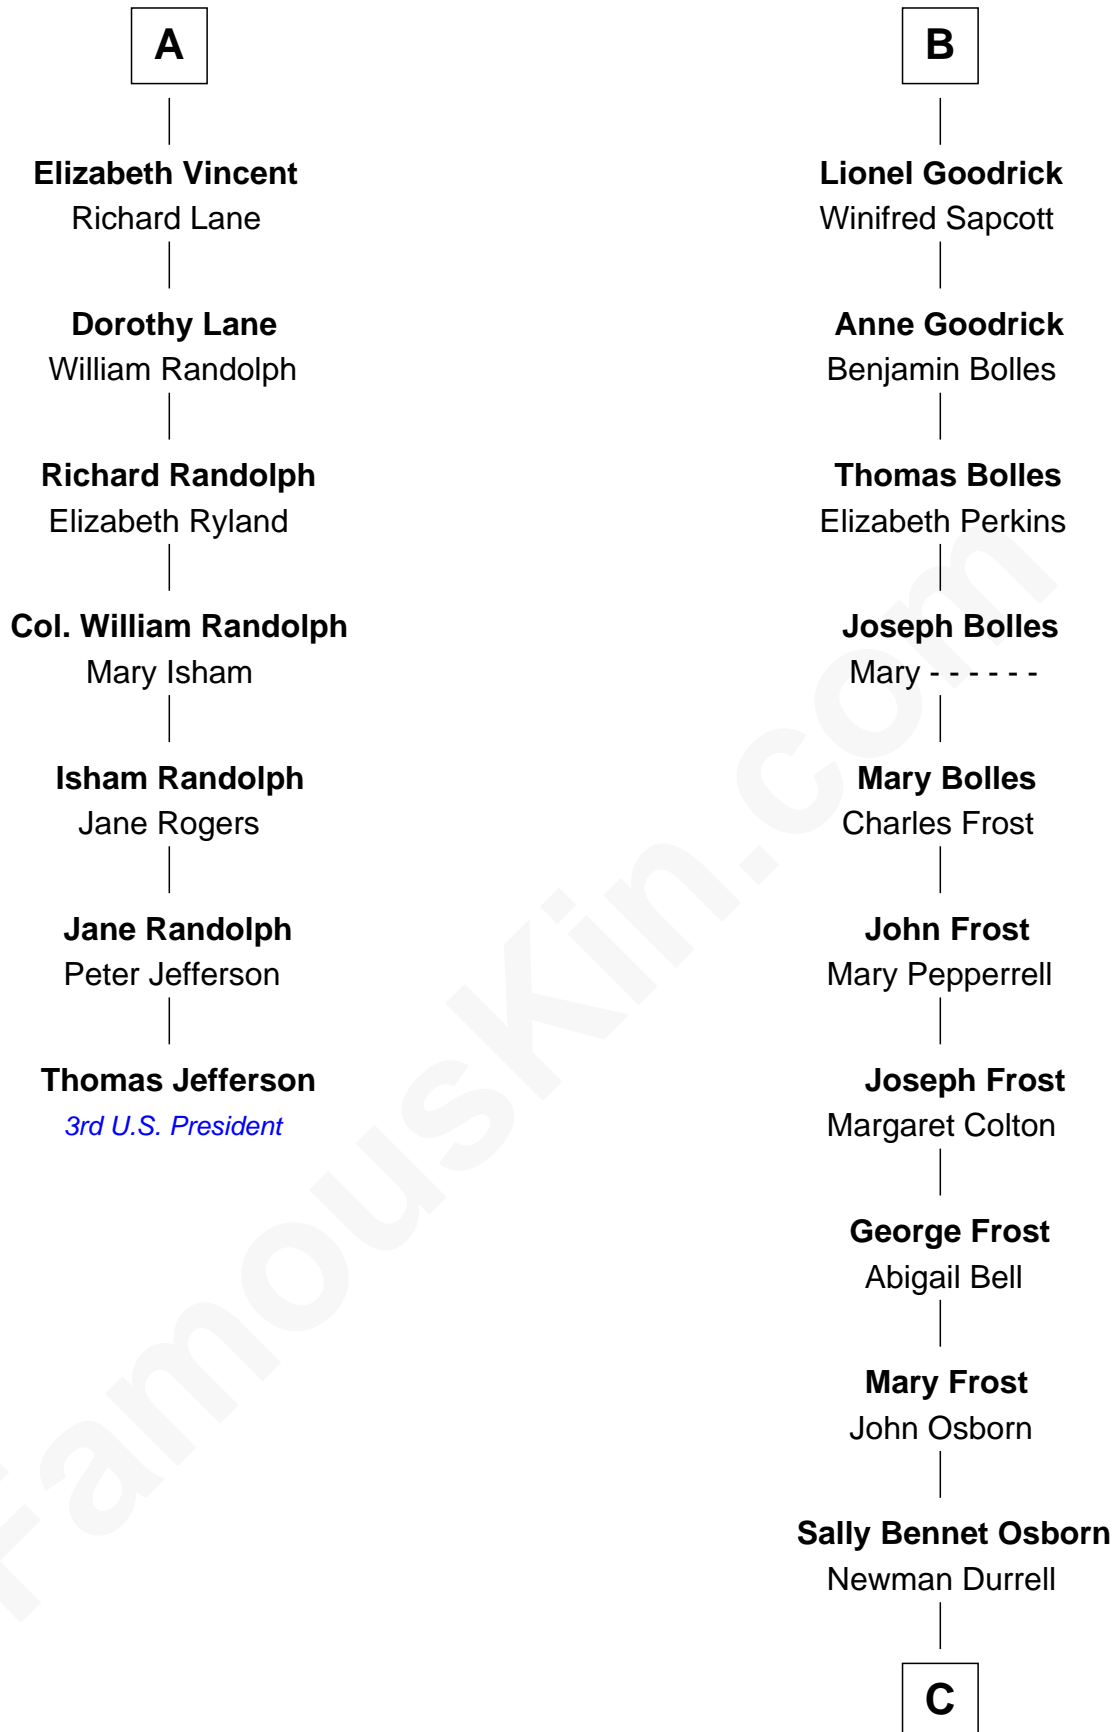 A
Elizabeth Vincent
Richard Lane
Dorothy Lane
William Randolph
Richard Randolph
Elizabeth Ryland
Col. William Randolph
Mary Isham
Isham Randolph
Jane Rogers
Jane Randolph
Peter Jefferson
Thomas Jefferson
3rd U.S. President
B
Lionel Goodrick
Winifred Sapcott
Anne Goodrick
Benjamin Bolles
Thomas Bolles
Elizabeth Perkins
Joseph Bolles
Mary - - - - - -
Mary Bolles
Charles Frost
John Frost
Mary Pepperrell
Joseph Frost
Margaret Colton
George Frost
Abigail Bell
Mary Frost
John Osborn
Sally Bennet Osborn
Newman Durrell
C
FamousKin.com